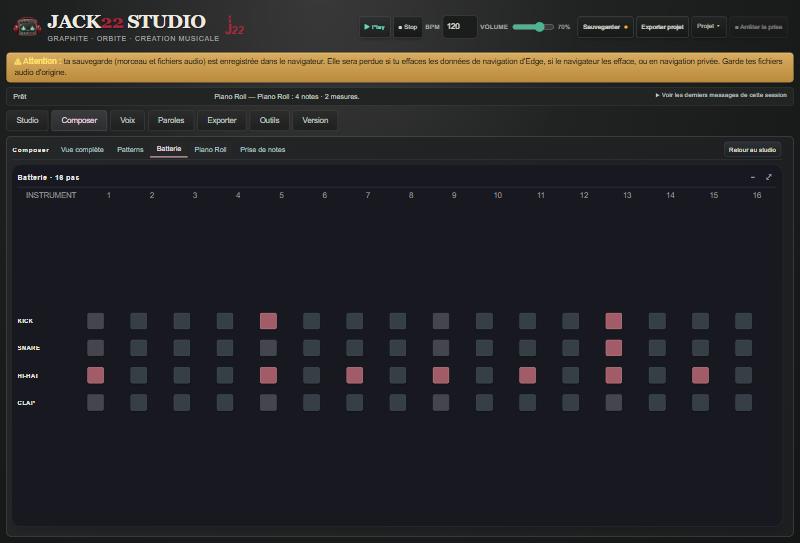 JACK22 STUDIO
GRAPHITE · ORBITE · CRÉATION MUSICALE
J22
▶ Play
■ Stop
BPM
120
VOLUME
70%
Sauvegarder
Exporter projet
Projet
■ Arrêter la prise
⚠ Attention : ta sauvegarde (morceau et fichiers audio) est enregistrée dans le navigateur. Elle sera perdue si tu effaces les données de navigation d'Edge, si le navigateur les efface, ou en navigation privée. Garde tes fichiers
audio d'origine.
Prêt
Piano Roll — Piano Roll : 4 notes · 2 mesures.
▶ Voir les derniers messages de cette session
Studio
Composer
Voix
Paroles
Exporter
Outils
Version
Composer
Vue complète
Patterns
Batterie
Piano Roll
Prise de notes
Retour au studio
Batterie · 16 pas
INSTRUMENT 1 2 3 4 5 6 7 8 9 10 11 12 13 14 15 16
KICK
SNARE
HI-HAT
CLAP